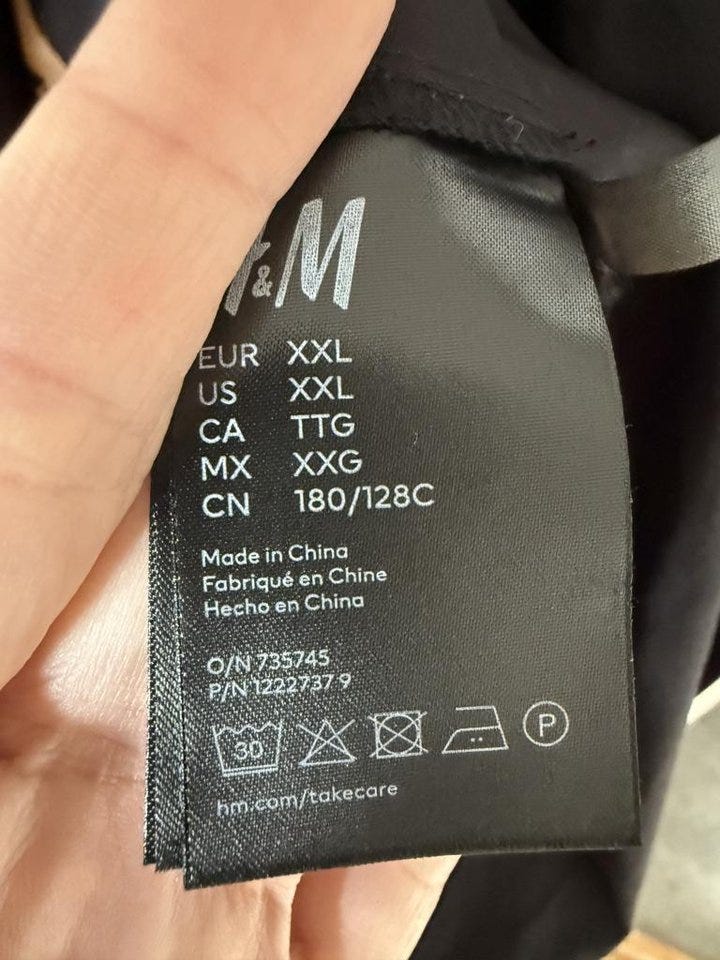 H&M
EUR XXL
US XXL
CA TTG
MX XXG
CN 180/128C
Made in China
Fabriqué en Chine
Hecho en China
O/N 735745
P/N 1222737 9
30 P
hm.com/takecare